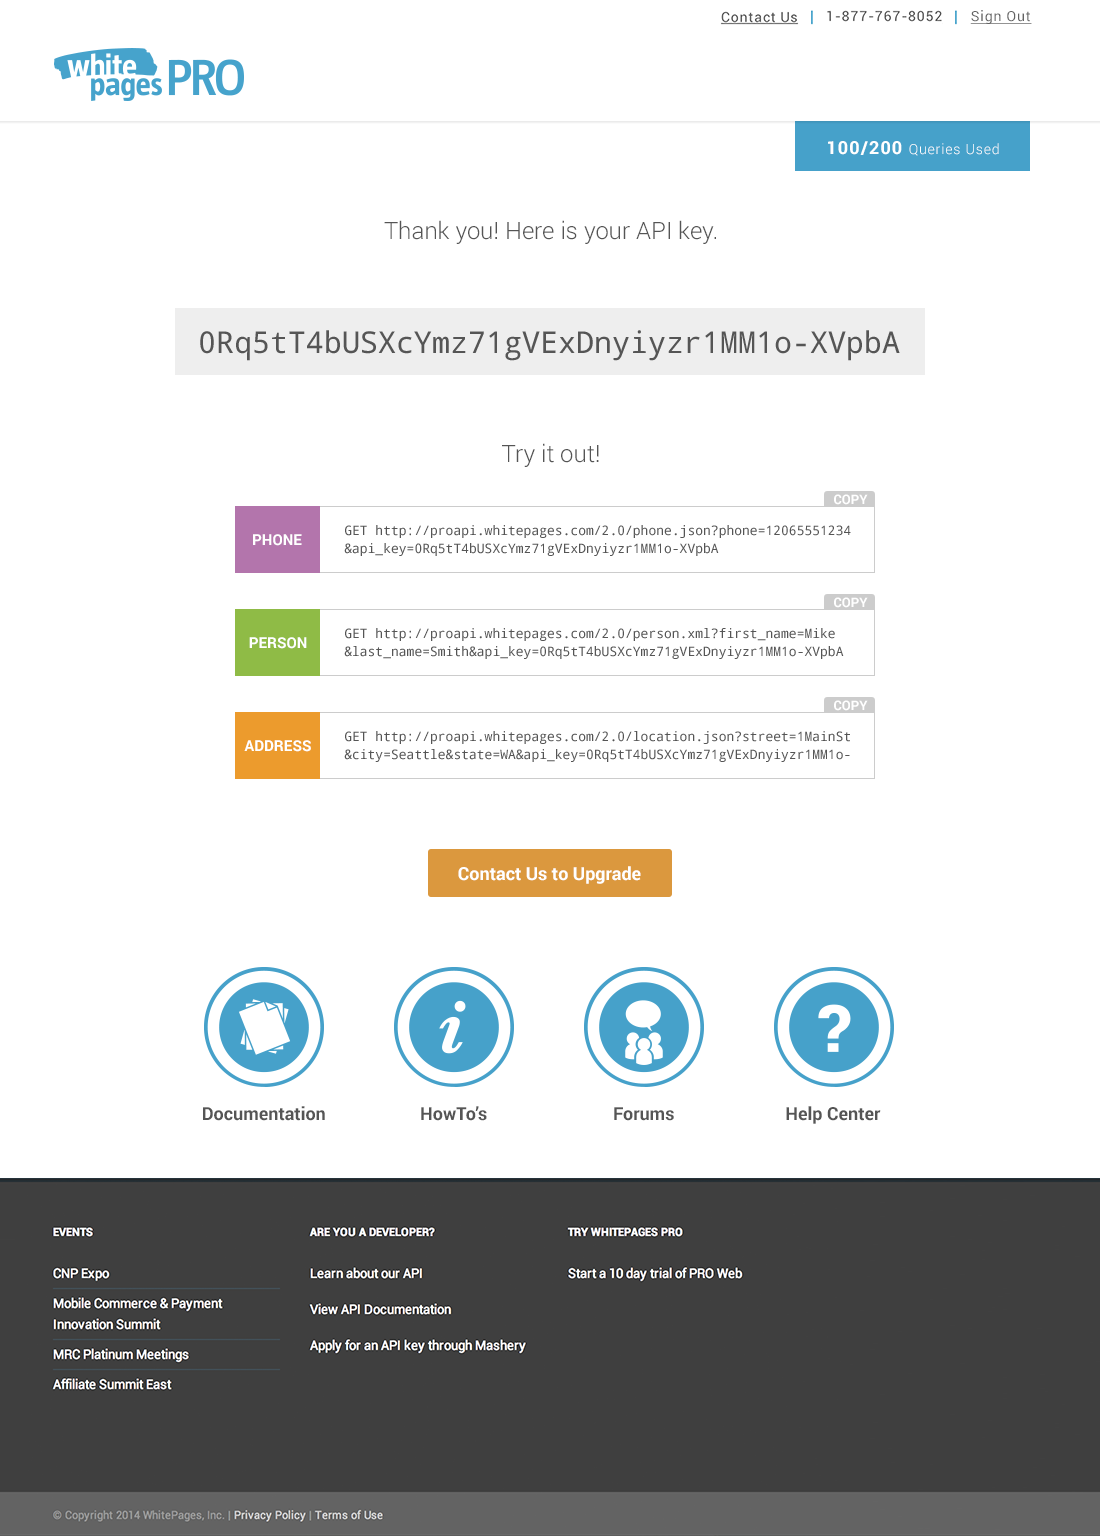 Contact Us | 1-877-767-8052 | Sign Out
white pages PRO
100/200 Queries Used
Thank you! Here is your API key.
0Rq5tT4bUSXcYmz71gVExDnyiyzr1MM1o-XVpbA
Try it out!
COPY
PHONE
GET http://proapi.whitepages.com/2.0/phone.json?phone=12065551234
&api_key=0Rq5tT4bUSXcYmz71gVExDnyiyzr1MM1o-XVpbA
COPY
PERSON
GET http://proapi.whitepages.com/2.0/person.xml?first_name=Mike
&last_name=Smith&api_key=0Rq5tT4bUSXcYmz71gVExDnyiyzr1MM1o-XVpbA
COPY
ADDRESS
GET http://proapi.whitepages.com/2.0/location.json?street=1MainSt
&city=Seattle&state=WA&api_key=0Rq5tT4bUSXcYmz71gVExDnyiyzr1MM1o-
Contact Us to Upgrade
Documentation
HowTo's
Forums
Help Center
EVENTS
CNP Expo
Mobile Commerce & Payment
Innovation Summit
MRC Platinum Meetings
Affiliate Summit East
ARE YOU A DEVELOPER?
Learn about our API
View API Documentation
Apply for an API key through Mashery
TRY WHITEPAGES PRO
Start a 10 day trial of PRO Web
© Copyright 2014 WhitePages, Inc. | Privacy Policy | Terms of Use